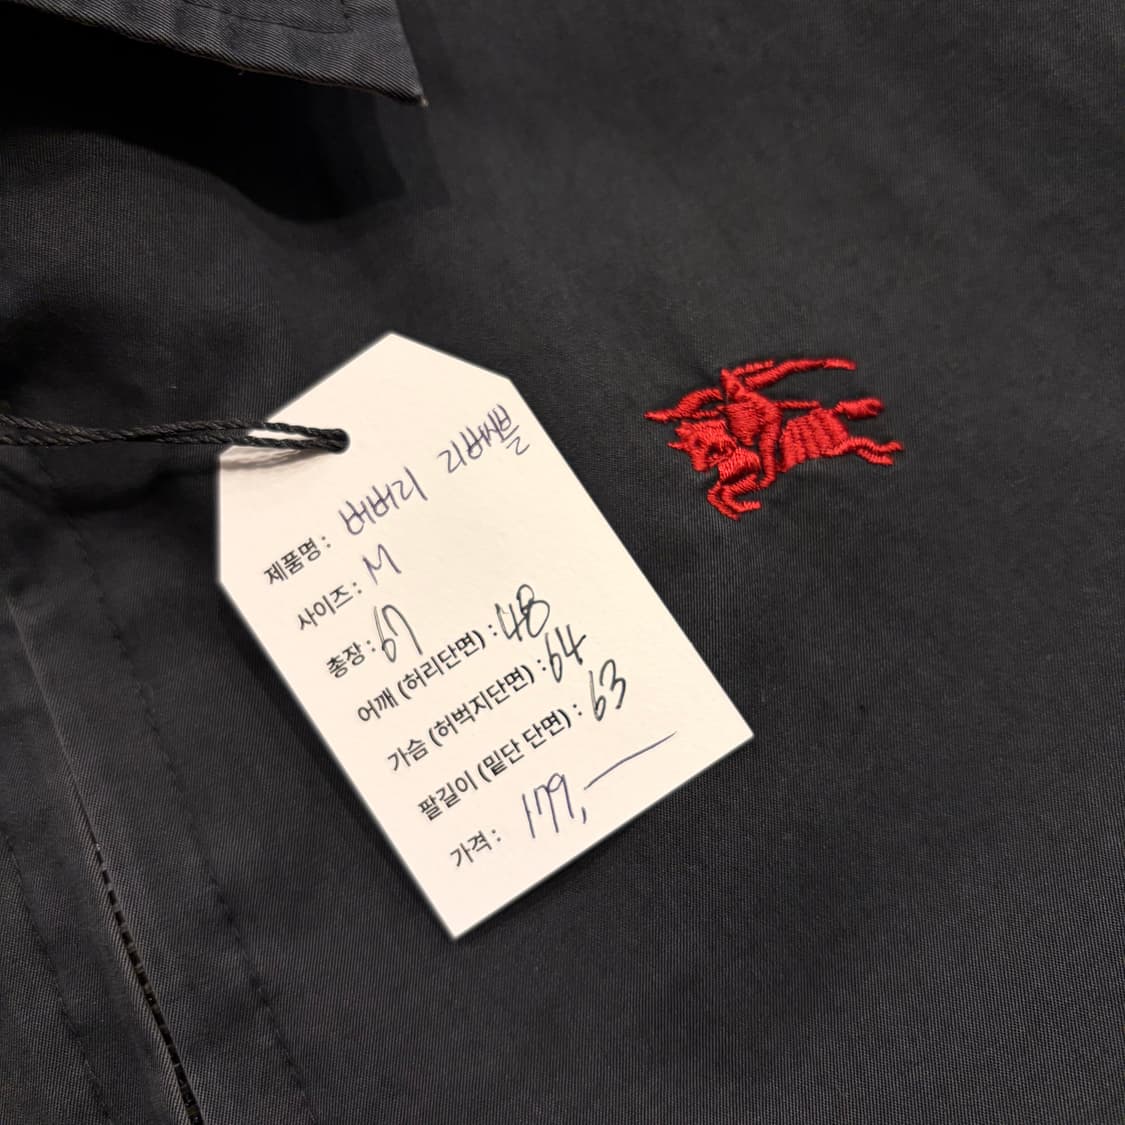 제품명 : 버버리 리버씨블
사이즈 : M
총장 : 67
어깨 (허리단면) : 48
가슴 (허벅지단면) : 64
팔길이 (밑단 단면) : 63
가격 : 179,—